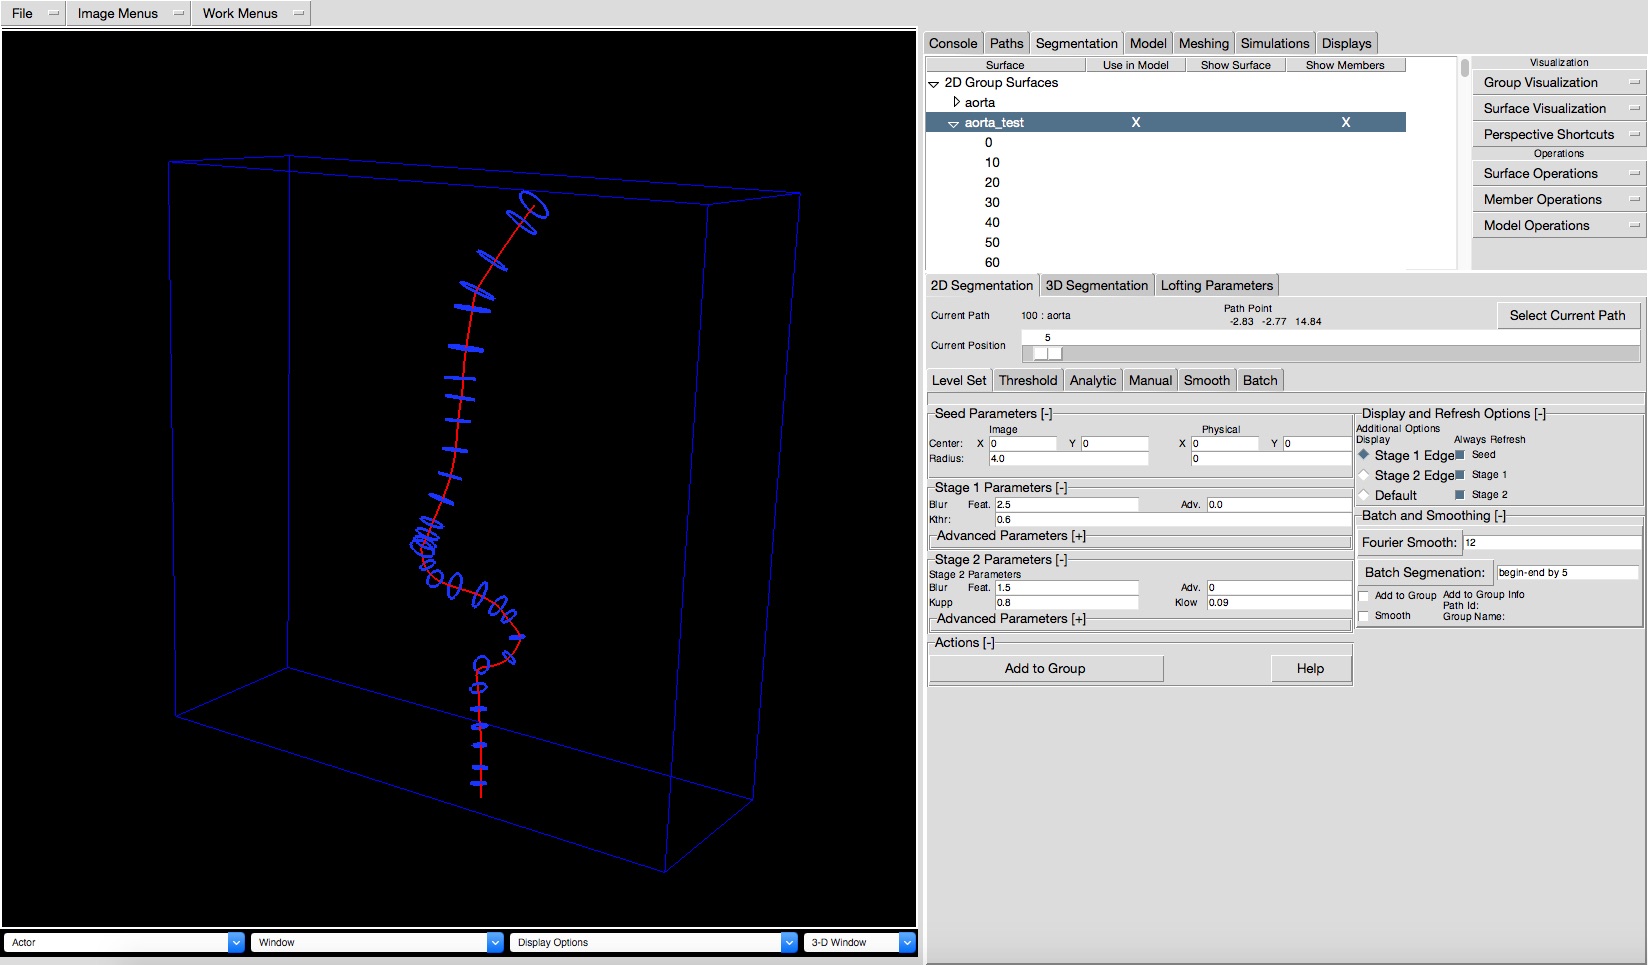 File Image Menus Work Menus
Console Paths Segmentation Model Meshing Simulations Displays
Surface Use in Model Show Surface Show Members
2D Group Surfaces
aorta
aorta_test X X
0
10
20
30
40
50
60
Visualization
Group Visualization
Surface Visualization
Perspective Shortcuts
Operations
Surface Operations
Member Operations
Model Operations
2D Segmentation 3D Segmentation Lofting Parameters
Current Path 100 : aorta Path Point
-2.83 -2.77 14.84
Select Current Path
5
Current Position
Level Set Threshold Analytic Manual Smooth Batch
Seed Parameters [-]
Image Physical
Center: X 0 Y 0 X 0 Y 0
Radius: 4.0 0
Stage 1 Parameters [-]
Blur Feat. 2.5 Adv. 0.0
Kthr: 0.6
Advanced Parameters [+]
Stage 2 Parameters [-]
Stage 2 Parameters
Blur Feat. 1.5 Adv. 0
Kupp 0.8 Klow 0.09
Advanced Parameters [+]
Actions [-]
Add to Group Help
Display and Refresh Options [-]
Additional Options
Display Always Refresh
Stage 1 Edge Seed
Stage 2 Edge Stage 1
Default Stage 2
Batch and Smoothing [-]
Fourier Smooth: 12
Batch Segmenation: begin-end by 5
Add to Group Add to Group Info
Path Id:
Smooth Group Name:
Actor Window Display Options 3-D Window